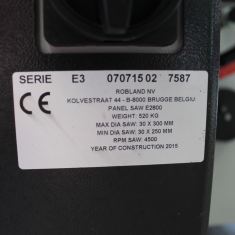 SERIE E3 07071502 7587
CE
ROBLAND NV
KOLVESTRAAT 44 - B-8000 BRUGGE BELGIU
PANEL SAW E2800
WEIGHT: 520 KG
MAX DIA SAW: 30 X 300 MM
MIN DIA SAW: 30 X 250 MM
RPM SAW: 4500
YEAR OF CONSTRUCTION 2015